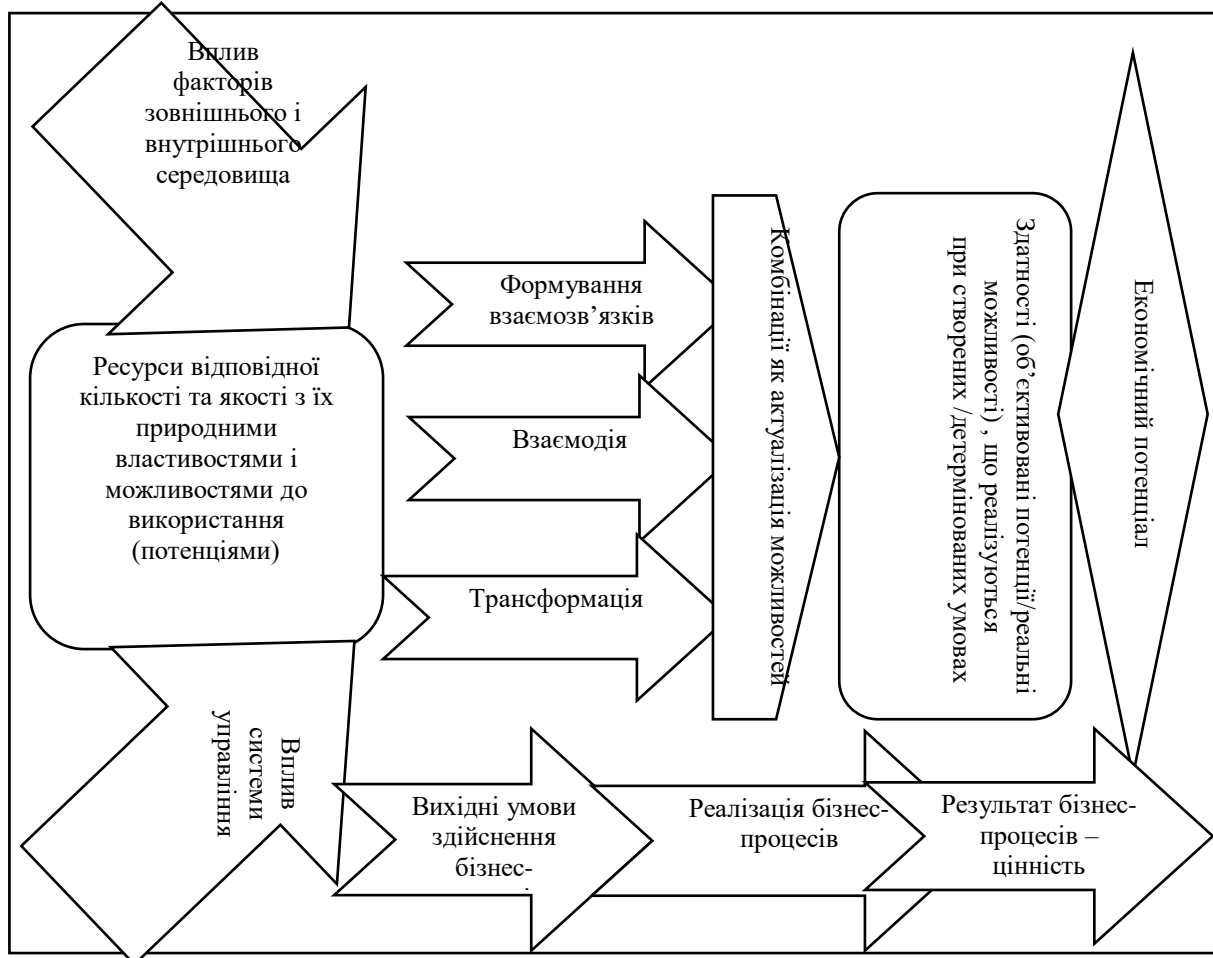 Вплив
факторів
зовнішнього і
внутрішнього
середовища
Ресурси відповідної
кількості та якості з їх
природними
властивостями і
можливостями до
використання
(потенціями)
Формування
взаємозв’язків
Взаємодія
Трансформація
Комбінації як актуалізація можливостей
Здатності (об’єктивовані потенції/реальні
можливості) , що реалізуються
при створених /детермінованих умовах
Економічний потенціал
Вплив
системи
управління
Вихідні умови
здійснення
бізнес-
Реалізація бізнес-
процесів
Результат бізнес-
процесів –
цінність